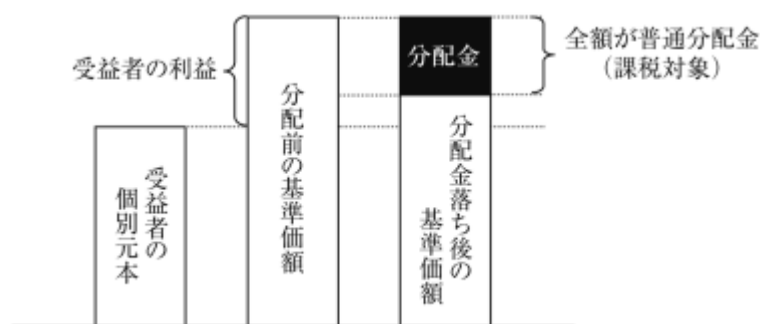 受益者の利益
分配金
全額が普通分配金
（課税対象）
受益者の
個別元本
分配前の基準価額
分配金落ち後の
基準価額